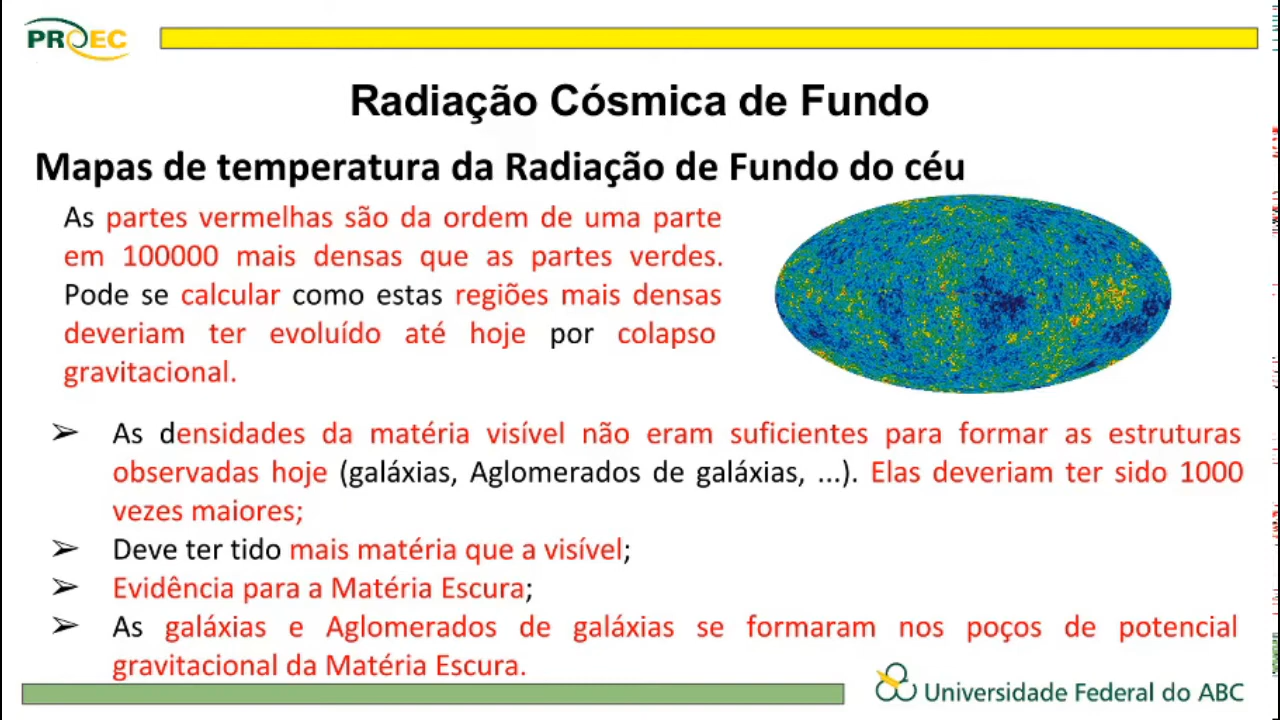 PROEC
Radiação Cósmica de Fundo
Mapas de temperatura da Radiação de Fundo do céu
As partes vermelhas são da ordem de uma parte
em 100000 mais densas que as partes verdes.
Pode se calcular como estas regiões mais densas
deveriam ter evoluído até hoje por colapso
gravitacional.
➢ As densidades da matéria visível não eram suficientes para formar as estruturas
observadas hoje (galáxias, Aglomerados de galáxias, ...). Elas deveriam ter sido 1000
vezes maiores;
➢ Deve ter tido mais matéria que a visível;
➢ Evidência para a Matéria Escura;
➢ As galáxias e Aglomerados de galáxias se formaram nos poços de potencial
gravitacional da Matéria Escura.
Universidade Federal do ABC